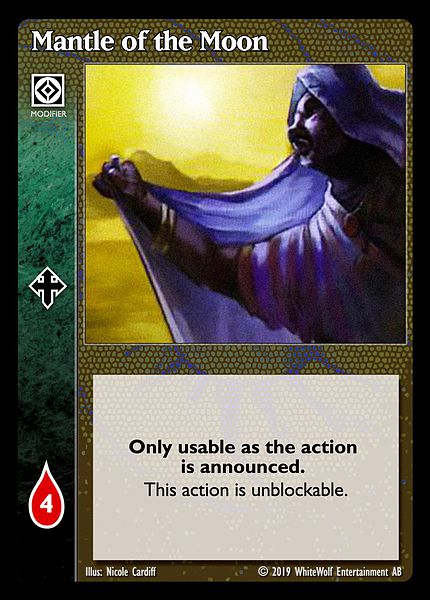 Mantle of the Moon
MODIFIER
4
Only usable as the action
is announced.
This action is unblockable.
Illus: Nicole Cardiff © 2019 WhiteWolf Entertainment AB